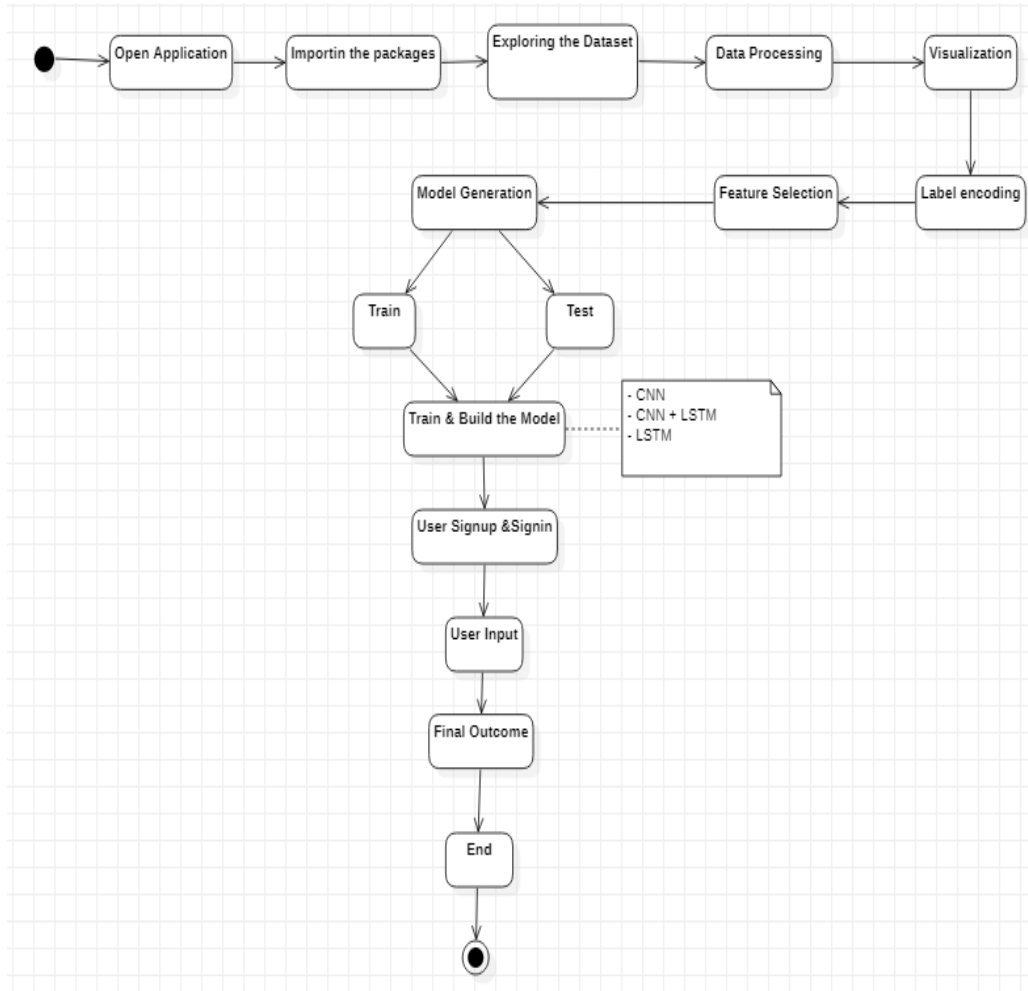 Open Application
Importin the packages
Exploring the Dataset
Data Processing
Visualization
Label encoding
Feature Selection
Model Generation
Train
Test
Train & Build the Model
- CNN
- CNN + LSTM
- LSTM
User Signup &Signin
User Input
Final Outcome
End